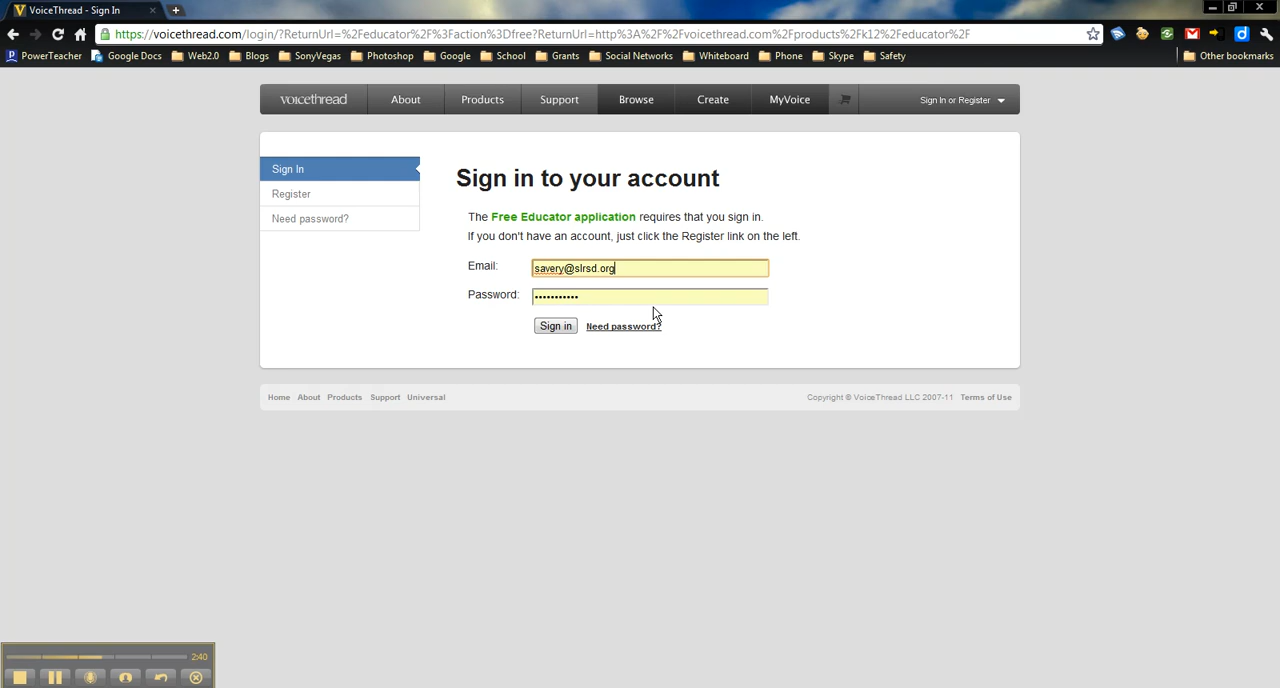 VoiceThread - Sign In
https://voicethread.com/login/?ReturnUrl=%2Feducator%2F%3Faction%3Dfree?ReturnUrl=http%3A%2F%2Fvoicethread.com%2Fproducts%2Fk12%2Feducator%2F
PowerTeacher Google Docs Web2.0 Blogs SonyVegas Photoshop Google School Grants Social Networks Whiteboard Phone Skype Safety Other bookmarks
voicethread About Products Support Browse Create MyVoice Sign In or Register
Sign In
Register
Need password?
Sign in to your account
The Free Educator application requires that you sign in.
If you don't have an account, just click the Register link on the left.
Email: savery@slrsd.org
Password: •••••••••••
Sign in Need password?
Home About Products Support Universal Copyright © VoiceThread LLC 2007-11 Terms of Use
2:40